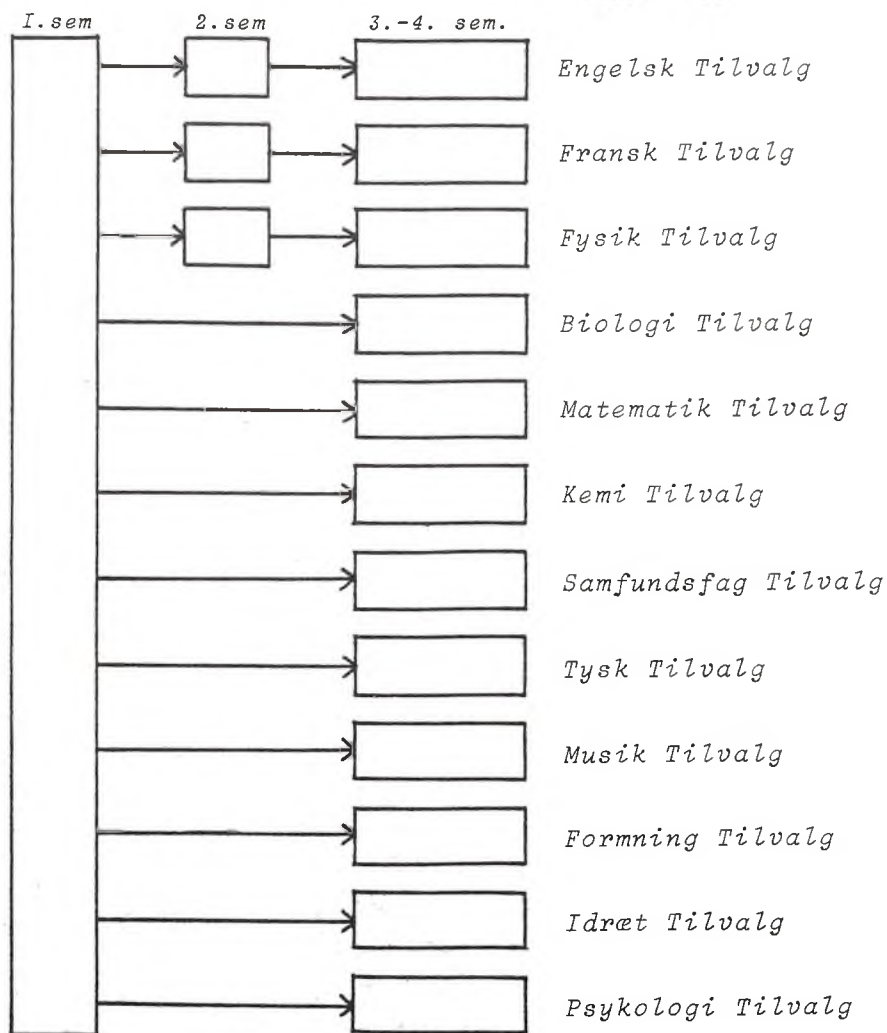 I.sem 2.sem 3.-4. sem.
Engelsk Tilvalg
Fransk Tilvalg
Fysik Tilvalg
Biologi Tilvalg
Matematik Tilvalg
Kemi Tilvalg
Samfundsfag Tilvalg
Tysk Tilvalg
Musik Tilvalg
Formning Tilvalg
Idræt Tilvalg
Psykologi Tilvalg